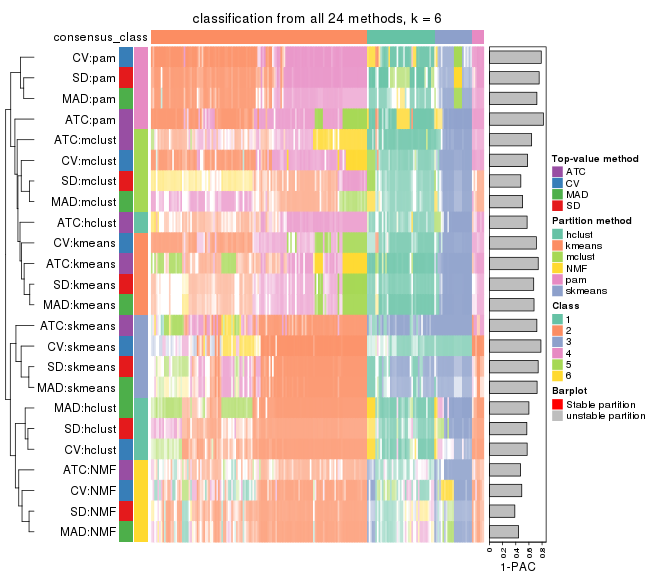 classification from all 24 methods, k = 6
consensus_class
CV:pam
SD:pam
MAD:pam
ATC:pam
ATC:mclust
CV:mclust
SD:mclust
MAD:mclust
ATC:hclust
CV:kmeans
ATC:kmeans
SD:kmeans
MAD:kmeans
ATC:skmeans
CV:skmeans
SD:skmeans
MAD:skmeans
MAD:hclust
SD:hclust
CV:hclust
ATC:NMF
CV:NMF
SD:NMF
MAD:NMF
0 0.2 0.4 0.6 0.8
1-PAC
Top-value method
ATC
CV
MAD
SD
Partition method
hclust
kmeans
mclust
NMF
pam
skmeans
Class
1
2
3
4
5
6
Barplot
Stable partition
unstable partition